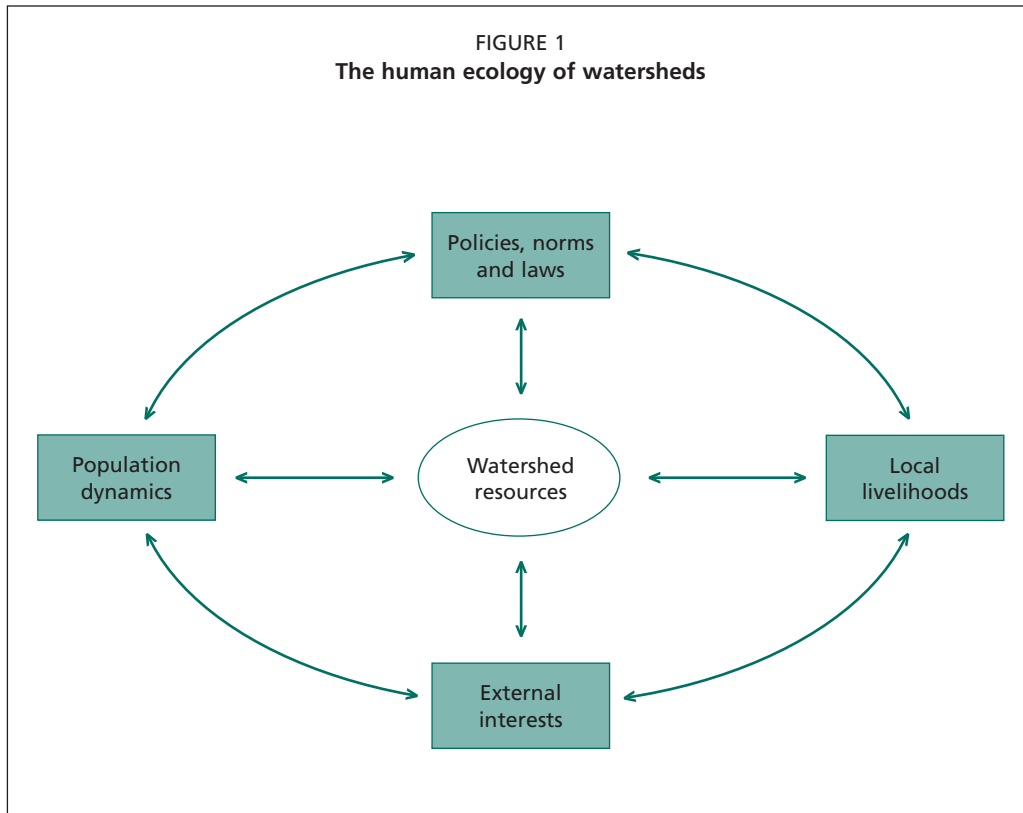 FIGURE 1
The human ecology of watersheds
Policies, norms
and laws
Population
dynamics
Watershed
resources
Local
livelihoods
External
interests